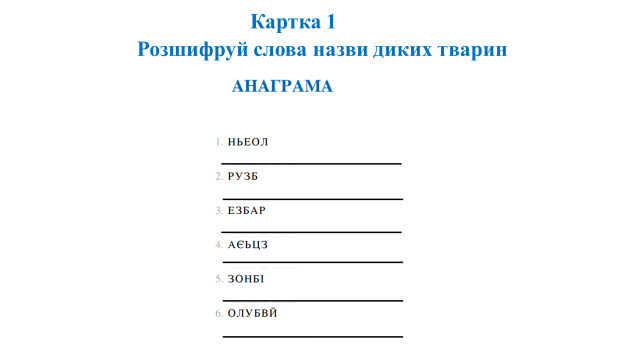 Картка 1
Розшифруй слова назви диких тварин
АНАГРАМА
1. НЬЕОЛ
2. РУЗБ
3. ЕЗБАР
4. АЄЬЦЗ
5. ЗОНБІ
6. ОЛУБВЙ